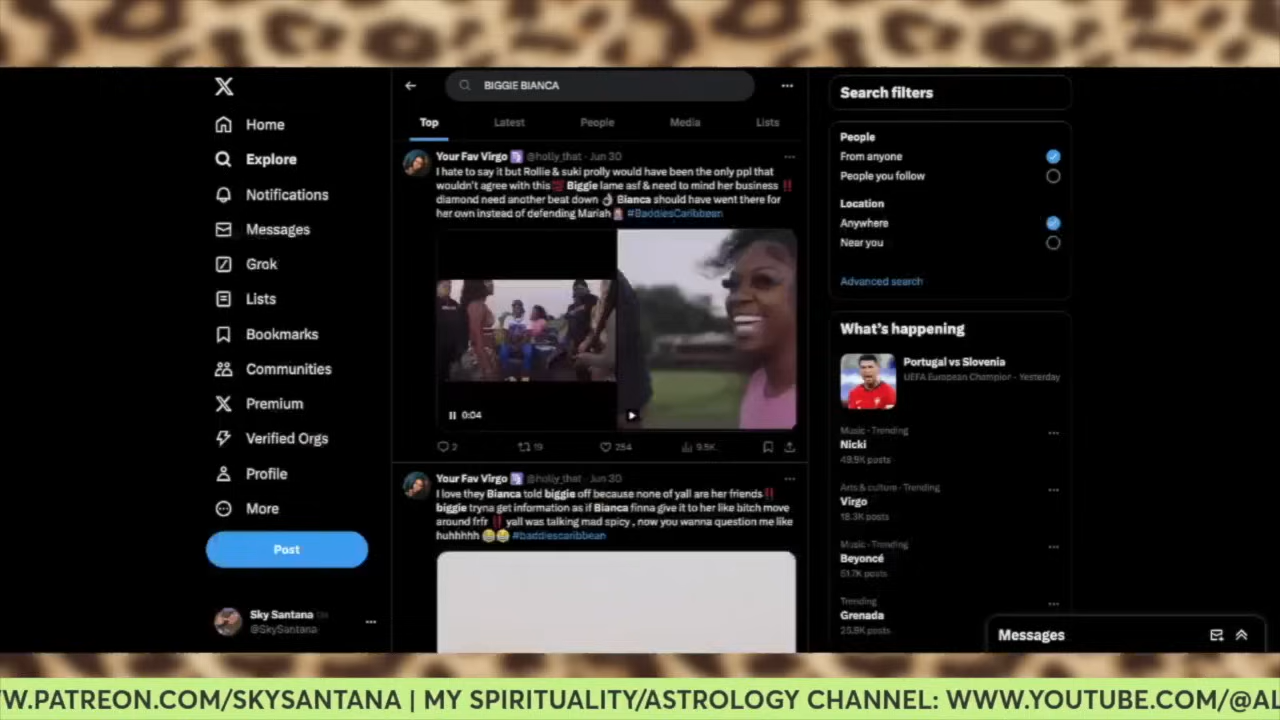 BIGGIE BIANCA
Home
Explore
Notifications
Messages
Grok
Lists
Bookmarks
Communities
Premium
Verified Orgs
Profile
More
Post
Sky Santana
@SkySantana
Top Latest People Media Lists
Your Fav Virgo @holly_that · Jun 30
I hate to say it but Rollie & suki prolly would have been the only ppl that
wouldn't agree with this💯 Biggie lame asf & need to mind her business ‼️
diamond need another beat down 👌🏾 Bianca should have went there for
her own instead of defending Mariah #BaddiesCaribbean
0:04
2 19 254 9.5K
Your Fav Virgo @holly_that · Jun 30
I love they Bianca told biggie off because none of yall are her friends‼️
biggie tryna get information as if Bianca finna give it to her like bitch move
around frfr ‼️ yall was talking mad spicy , now you wanna question me like
huhhhhh 😭😭 #baddiescaribbean
Search filters
People
From anyone
People you follow
Location
Anywhere
Near you
Advanced search
What's happening
Portugal vs Slovenia
UEFA European Champior · Yesterday
Music · Trending
Nicki
49.9K posts
Arts & culture · Trending
Virgo
18.3K posts
Music · Trending
Beyoncé
51.7K posts
Trending
Grenada
25.9K posts
Messages
W.PATREON.COM/SKYSANTANA | MY SPIRITUALITY/ASTROLOGY CHANNEL: WWW.YOUTUBE.COM/@AL